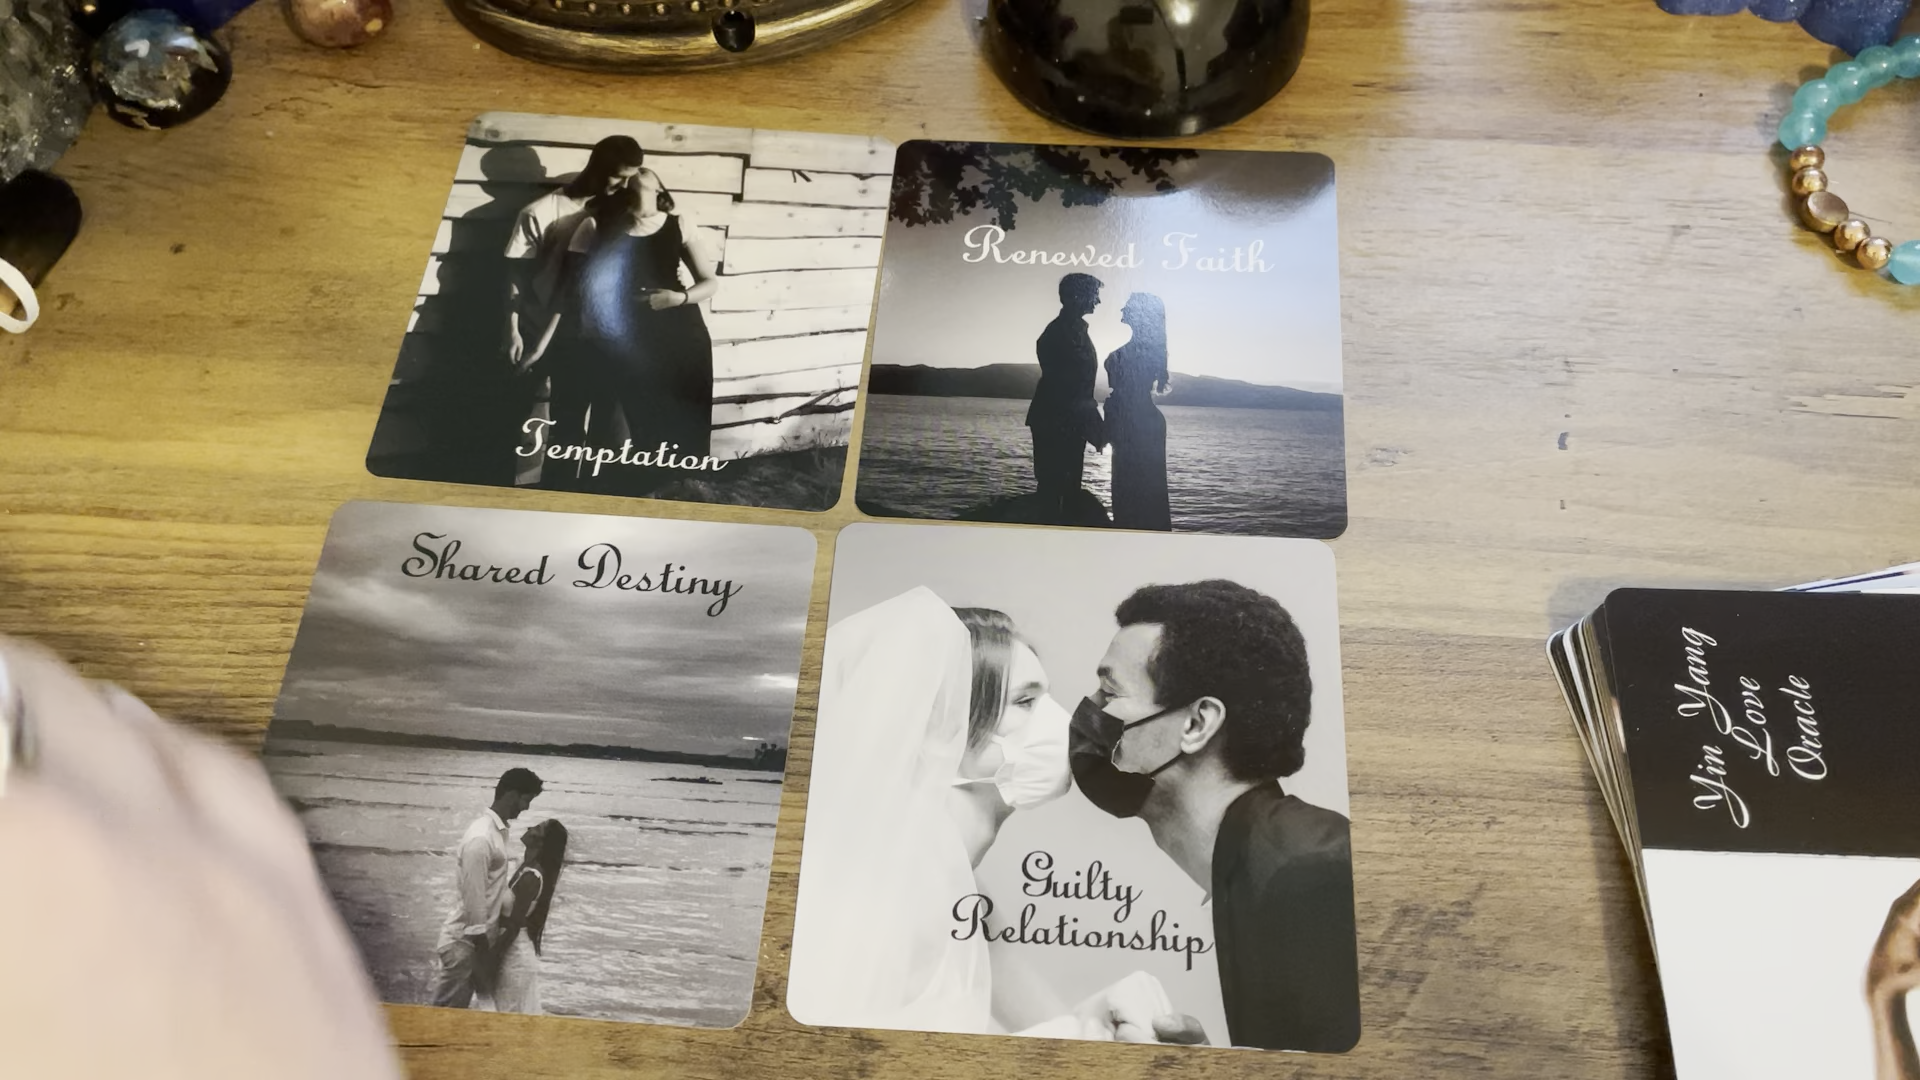 Temptation
Renewed Faith
Shared Destiny
Guilty
Relationship
Yin Yang
Love
Oracle